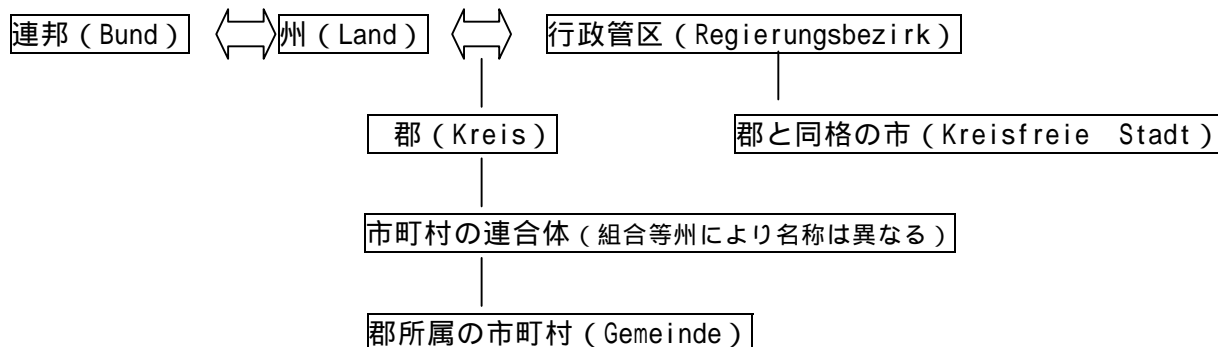 連邦（Bund） 州（Land） 行政管区（Regierungsbezirk）
郡（Kreis） 郡と同格の市（Kreisfreie Stadt）
市町村の連合体（組合等州により名称は異なる）
郡所属の市町村（Gemeinde）